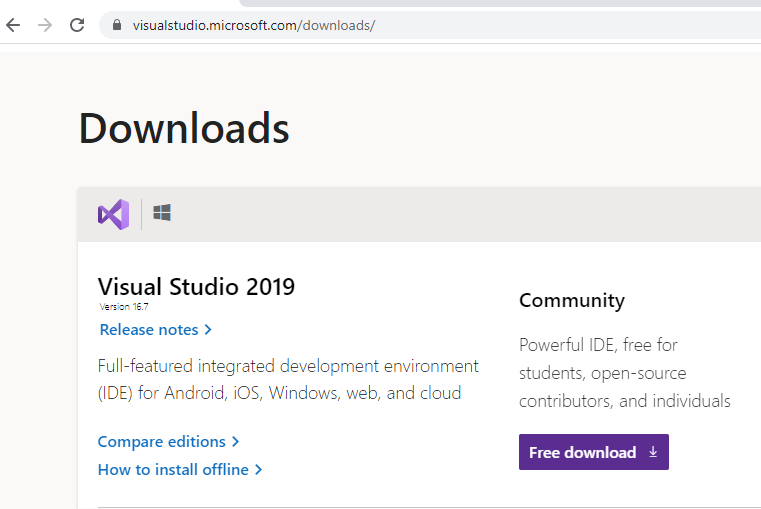 visualstudio.microsoft.com/downloads/
Downloads
Visual Studio 2019
Version 16.7
Release notes
Full-featured integrated development environment
(IDE) for Android, iOS, Windows, web, and cloud
Compare editions
How to install offline
Community
Powerful IDE, free for
students, open-source
contributors, and individuals
Free download